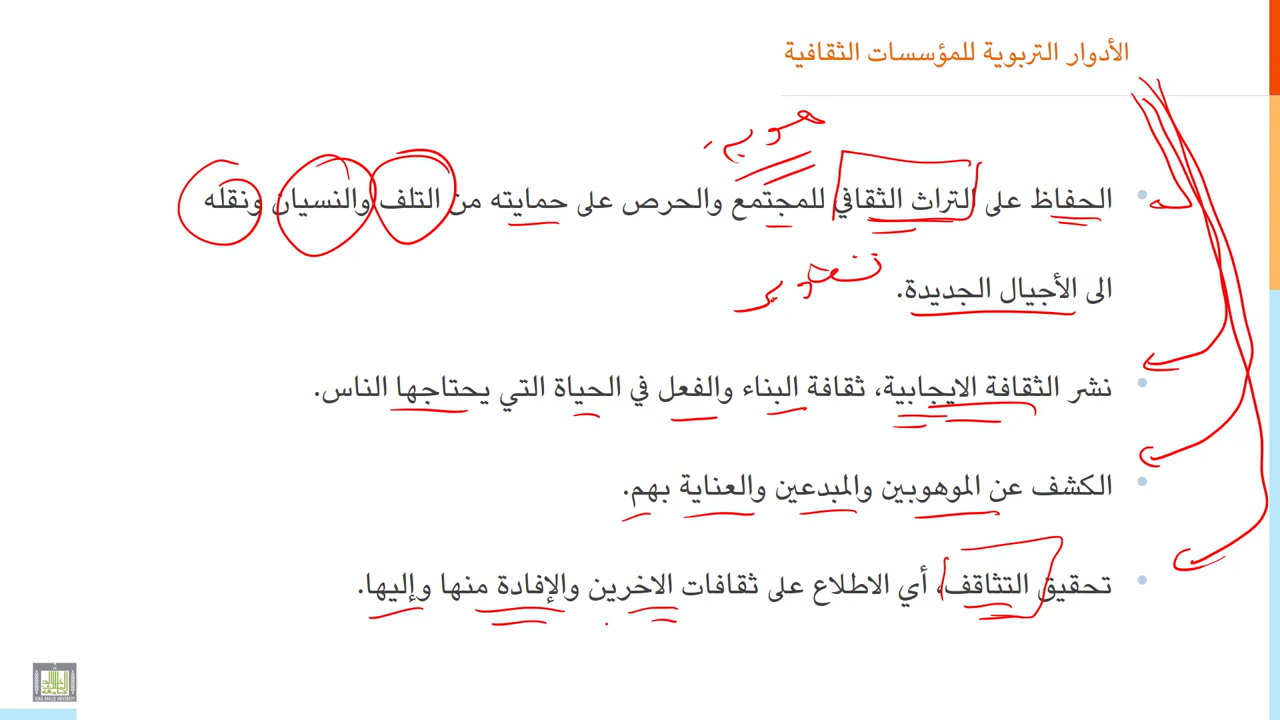 الأدوار التربوية للمؤسسات الثقافية
هوية
الحفاظ على التراث الثقافي للمجتمع والحرص على حمايته من التلف والنسيان ونقله
الى الأجيال الجديدة.
نشر الثقافة الايجابية، ثقافة البناء والفعل في الحياة التي يحتاجها الناس.
الكشف عن الموهوبين والمبدعين والعناية بهم.
تحقيق التثاقف، أي الاطلاع على ثقافات الاخرين والإفادة منها وإليها.